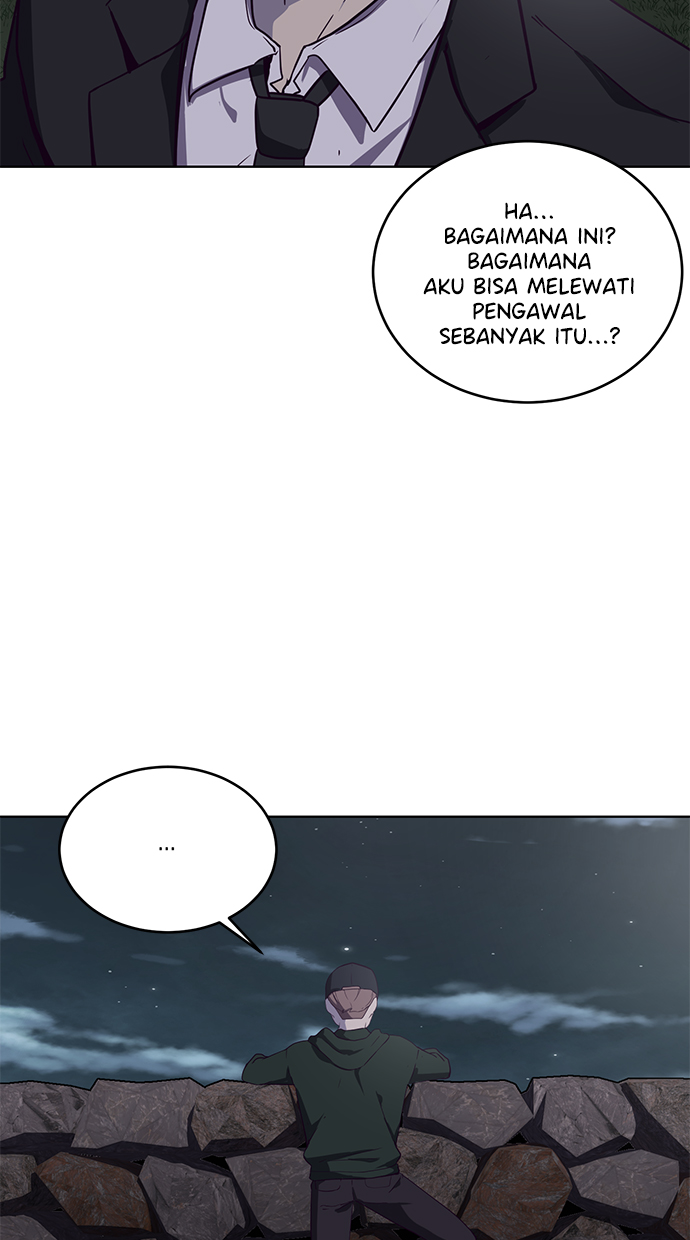 HA...
BAGAIMANA INI?
BAGAIMANA
AKU BISA MELEWATI
PENGAWAL
SEBANYAK ITU...?
...